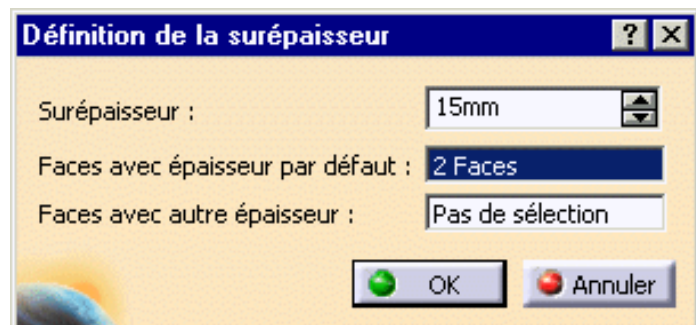 Définition de la surépaisseur ? X
Surépaisseur : 15mm
Faces avec épaisseur par défaut : 2 Faces
Faces avec autre épaisseur : Pas de sélection
OK Annuler